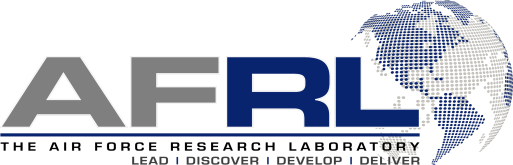 AFRL
THE AIR FORCE RESEARCH LABORATORY
LEAD | DISCOVER | DEVELOP | DELIVER